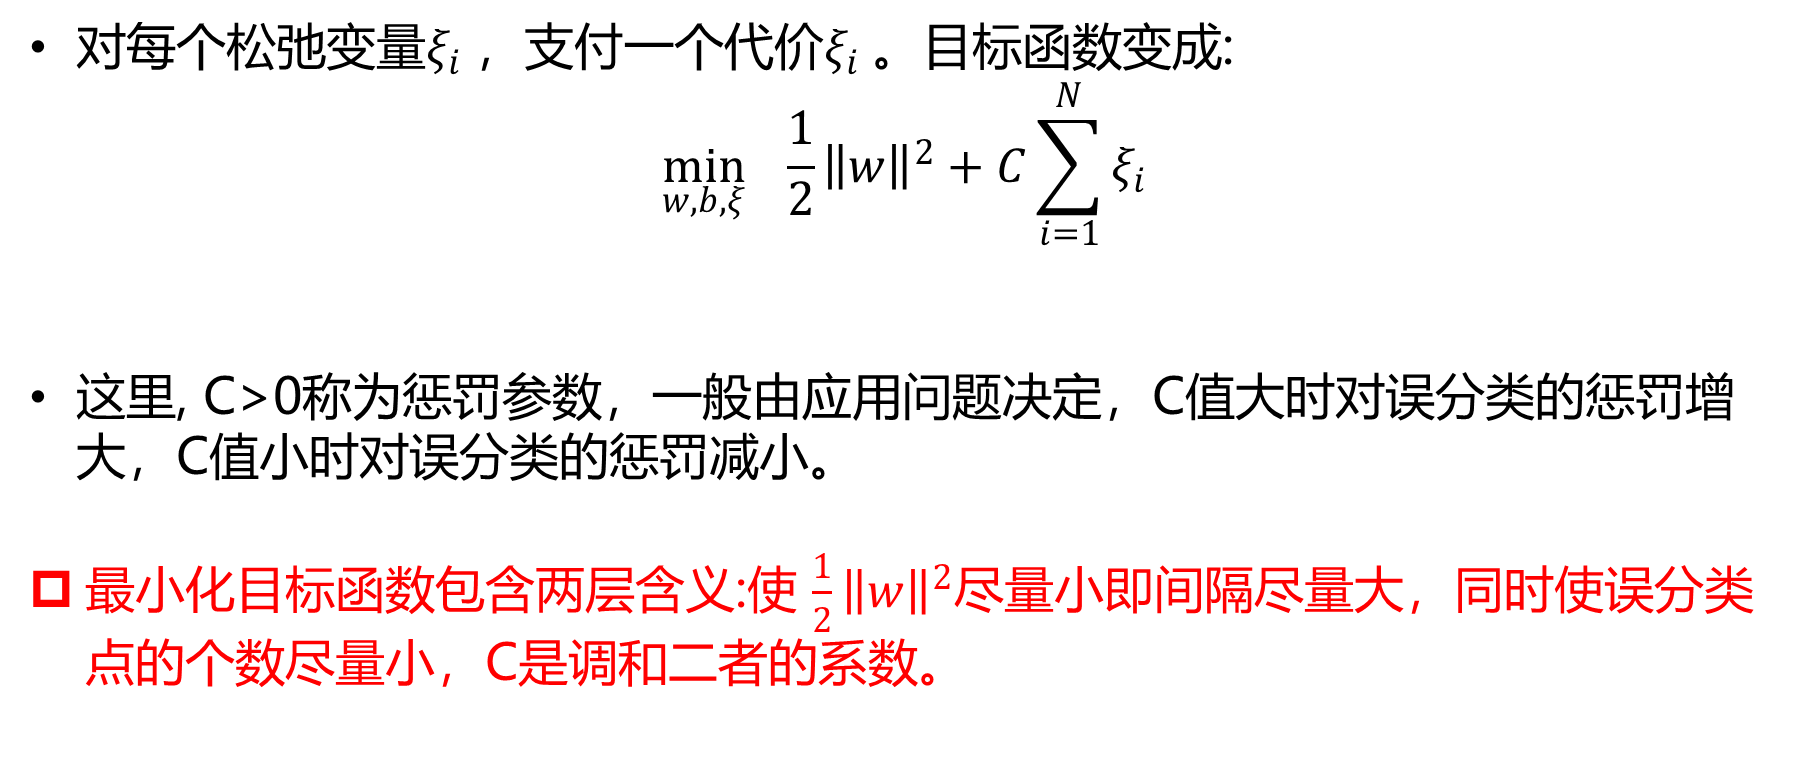 • 对每个松弛变量ξᵢ ，支付一个代价ξᵢ 。目标函数变成:
min w,b,ξ 1/2 ‖w‖² + C ∑ i=1 N ξᵢ
• 这里, C>0称为惩罚参数，一般由应用问题决定，C值大时对误分类的惩罚增
大，C值小时对误分类的惩罚减小。
最小化目标函数包含两层含义:使 1/2 ‖w‖²尽量小即间隔尽量大，同时使误分类
点的个数尽量小，C是调和二者的系数。